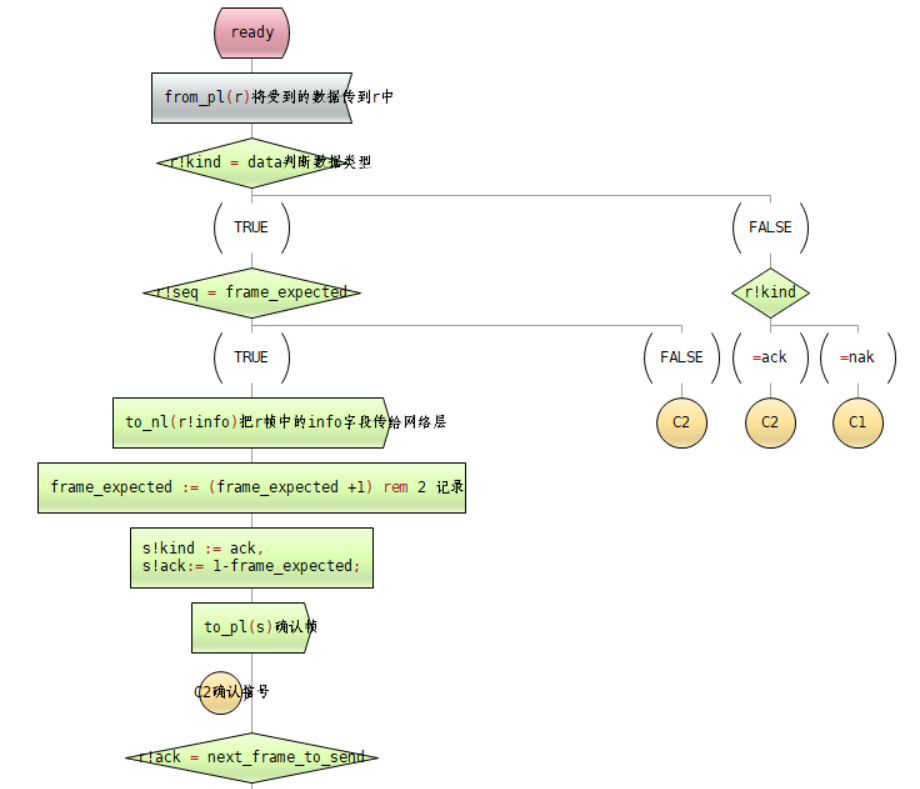 ready
from_pl(r)将受到的数据传到r中
r!kind = data判断数据类型
TRUE
FALSE
r!seq = frame_expected
r!kind
TRUE
FALSE
=ack
=nak
to_nl(r!info)把r帧中的info字段传给网络层
C2
C2
C1
frame_expected := (frame_expected +1) rem 2 记录
s!kind := ack,
s!ack:= 1-frame_expected;
to_pl(s)确认帧
C2确认编号
r!ack = next_frame_to_send